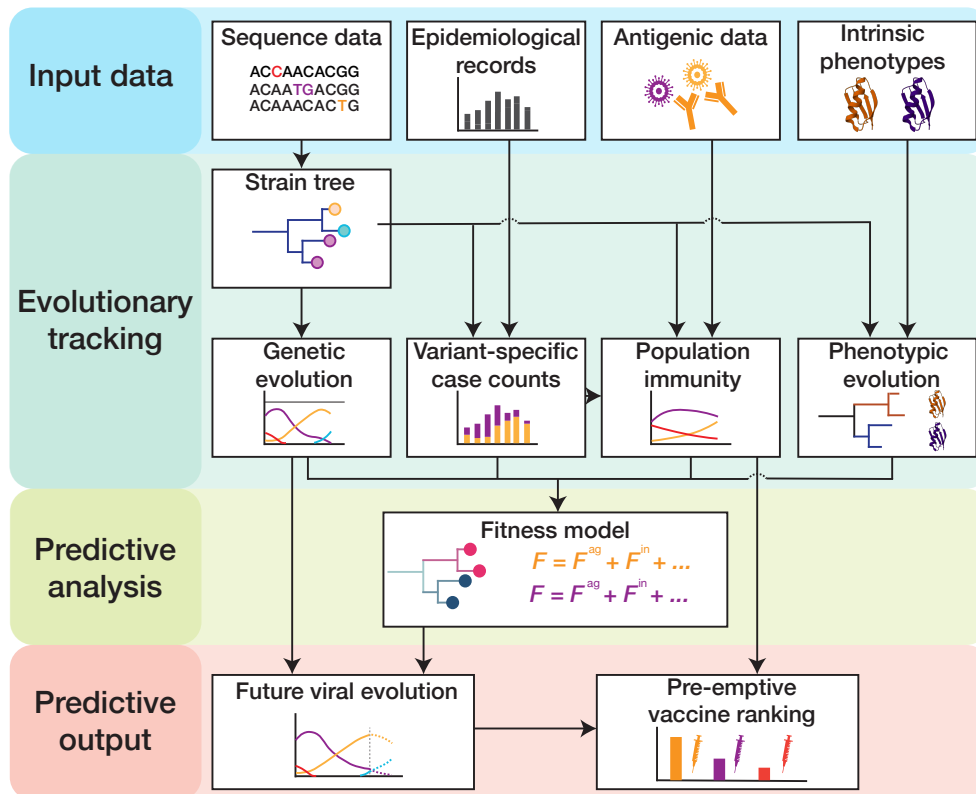 Input data
Sequence data
ACCAACACGG
ACAATGACGG
ACAAACACTG
Epidemiological
records
Antigenic data
Intrinsic
phenotypes
Evolutionary
tracking
Strain tree
Genetic
evolution
Variant-specific
case counts
Population
immunity
Phenotypic
evolution
Predictive
analysis
Fitness model
F = F^ag + F^in + ...
F = F^ag + F^in + ...
Predictive
output
Future viral evolution
Pre-emptive
vaccine ranking